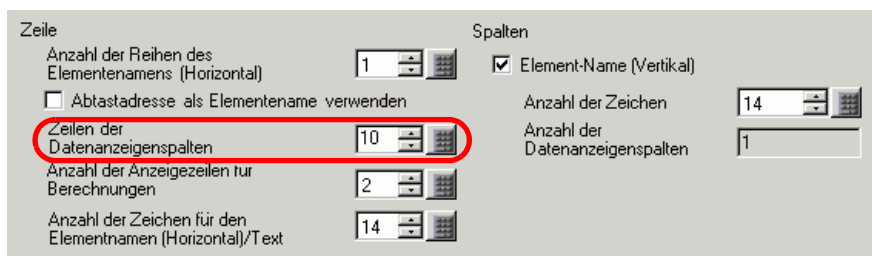 Zeile
Anzahl der Reihen des
Elementenamens (Horizontal)
1
Abtastadresse als Elementename verwenden
Zeilen der
Datenanzeigenspalten
10
Anzahl der Anzeigezeilen für
Berechnungen
2
Anzahl der Zeichen für den
Elementnamen (Horizontal)/Text
14
Spalten
Element-Name (Vertikal)
Anzahl der Zeichen
14
Anzahl der
Datenanzeigenspalten
1